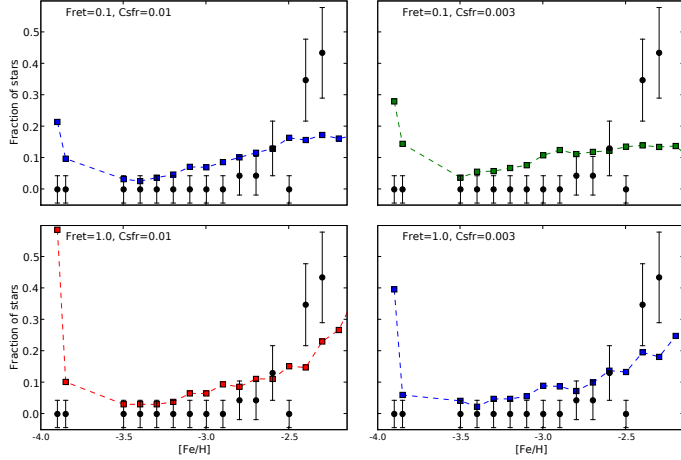 Fret=0.1, Csfr=0.01
Fret=0.1, Csfr=0.003
0.5
0.4
0.3
0.2
0.1
0.0
Fraction of stars
Fret=1.0, Csfr=0.01
Fret=1.0, Csfr=0.003
0.5
0.4
0.3
0.2
0.1
0.0
Fraction of stars
-4.0 -3.5 -3.0 -2.5 -4.0 -3.5 -3.0 -2.5
[Fe/H] [Fe/H]